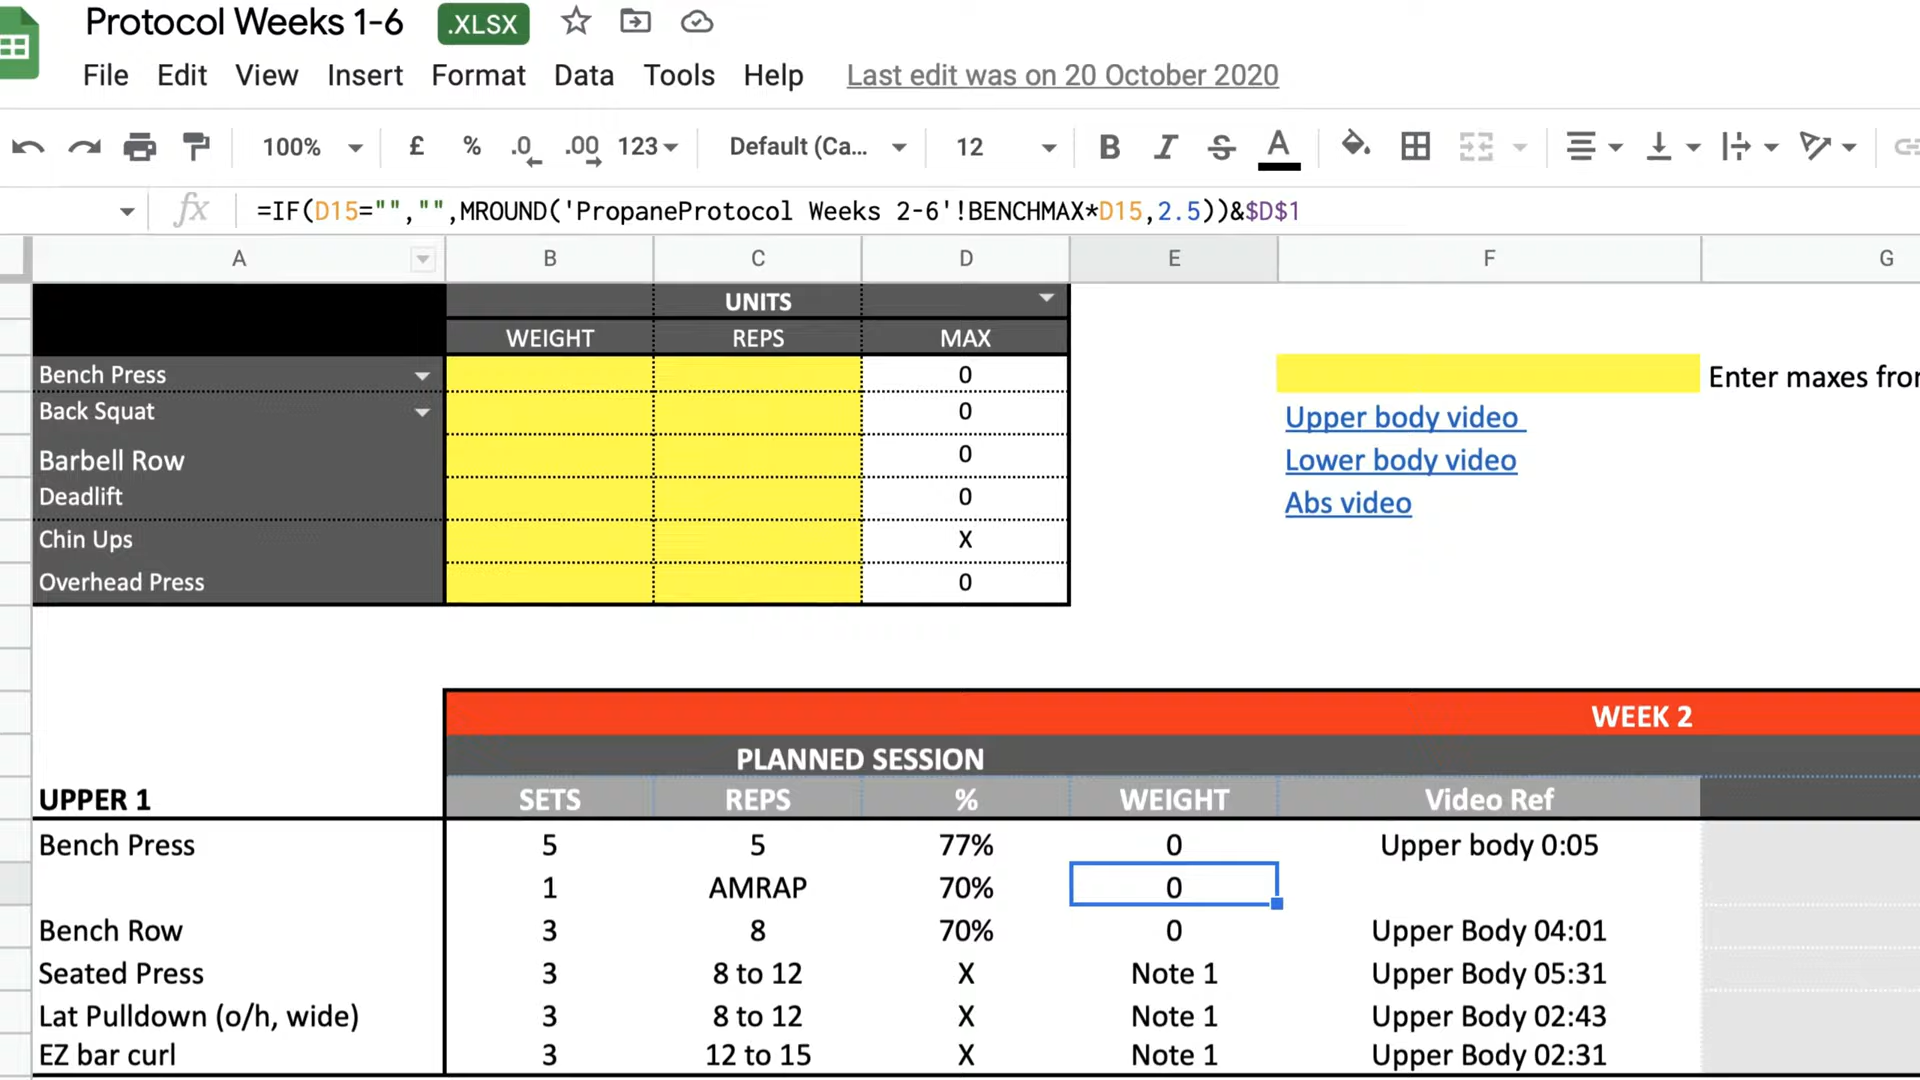 Protocol Weeks 1-6 .XLSX
File Edit View Insert Format Data Tools Help Last edit was on 20 October 2020
100% £ % .0 .00 123 Default (Ca... 12 B I S A
fx =IF(D15="","",MROUND('PropaneProtocol Weeks 2-6'!BENCHMAX*D15,2.5))&$D$1
A B C D E F G
UNITS
WEIGHT REPS MAX
Bench Press 0 Enter maxes from
Back Squat 0 Upper body video
Barbell Row 0 Lower body video
Deadlift 0 Abs video
Chin Ups X
Overhead Press 0
WEEK 2
PLANNED SESSION
UPPER 1 SETS REPS % WEIGHT Video Ref
Bench Press 5 5 77% 0 Upper body 0:05
1 AMRAP 70% 0
Bench Row 3 8 70% 0 Upper Body 04:01
Seated Press 3 8 to 12 X Note 1 Upper Body 05:31
Lat Pulldown (o/h, wide) 3 8 to 12 X Note 1 Upper Body 02:43
EZ bar curl 3 12 to 15 X Note 1 Upper Body 02:31